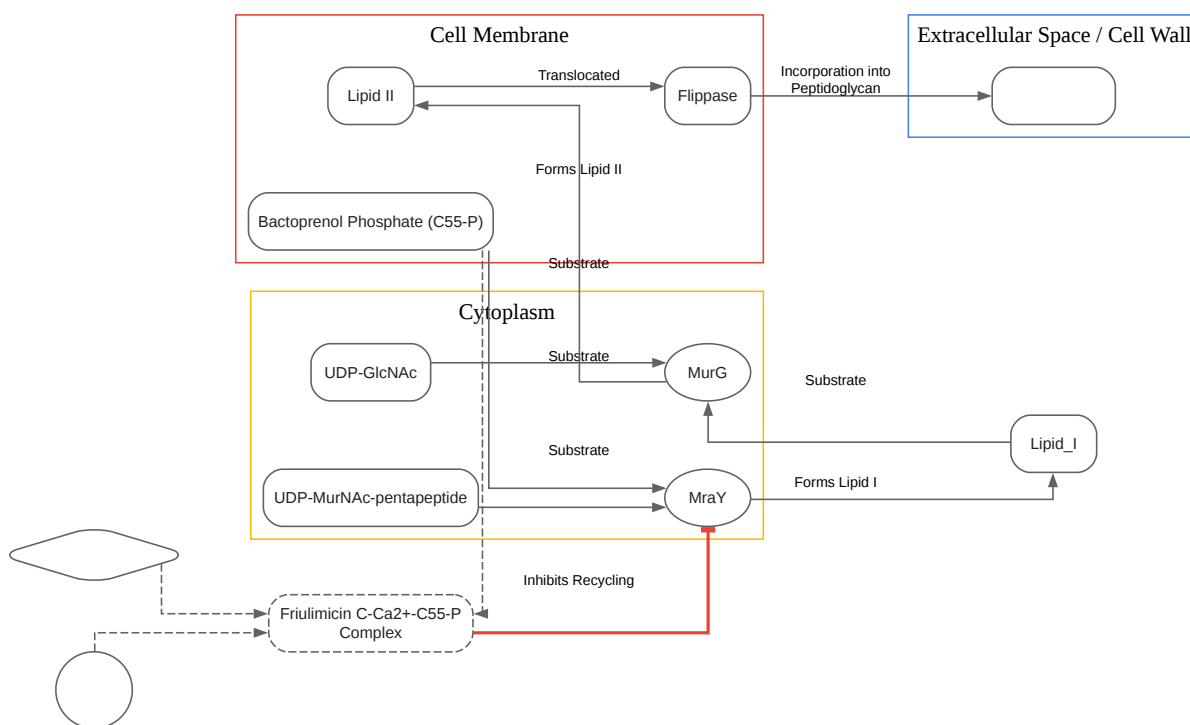 Cell Membrane
Extracellular Space / Cell Wall
Lipid II
Translocated
Flippase
Incorporation into
Peptidoglycan
Forms Lipid II
Bactoprenol Phosphate (C55-P)
Substrate
Cytoplasm
UDP-GlcNAc
Substrate
MurG
Substrate
Substrate
Lipid_I
UDP-MurNAc-pentapeptide
MraY
Forms Lipid I
Inhibits Recycling
Friulimicin C-Ca2+-C55-P
Complex